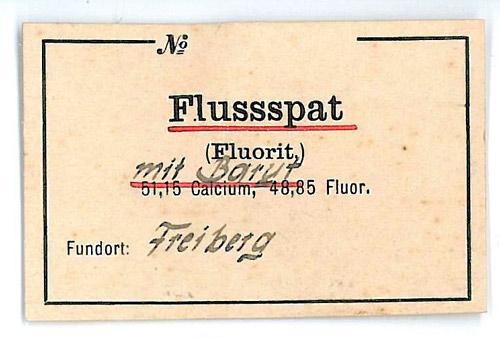 №
Flussspat
(Fluorit,)
mit Baryt
51,15 Calcium, 48,85 Fluor.
Fundort: Freiberg